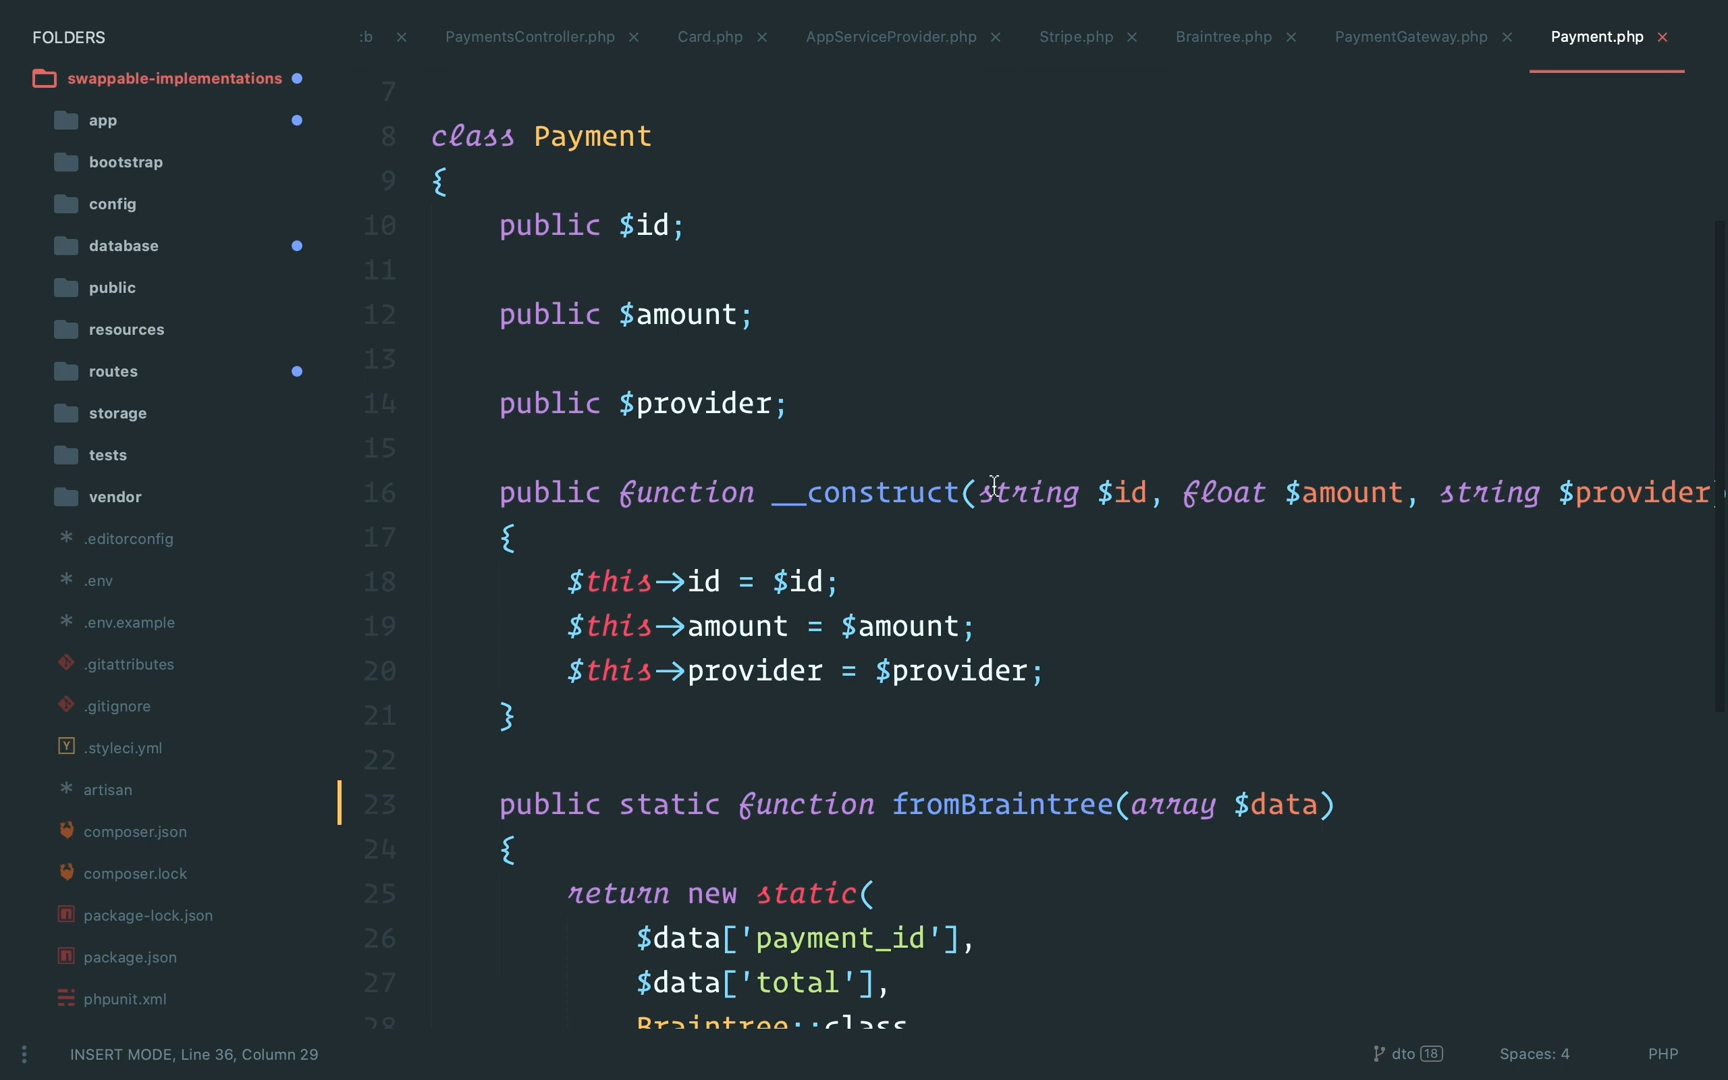 FOLDERS
:b × PaymentsController.php × Card.php × AppServiceProvider.php × Stripe.php × Braintree.php × PaymentGateway.php × Payment.php ×
swappable-implementations
app
bootstrap
config
database
public
resources
routes
storage
tests
vendor
* .editorconfig
* .env
* .env.example
.gitattributes
.gitignore
Y .styleci.yml
* artisan
composer.json
composer.lock
package-lock.json
package.json
phpunit.xml
7
8 class Payment
9 {
10 public $id;
11
12 public $amount;
13
14 public $provider;
15
16 public function __construct(string $id, float $amount, string $provider
17 {
18 $this->id = $id;
19 $this->amount = $amount;
20 $this->provider = $provider;
21 }
22
23 public static function fromBraintree(array $data)
24 {
25 return new static(
26 $data['payment_id'],
27 $data['total'],
28 Braintree::class
INSERT MODE, Line 36, Column 29 dto 18 Spaces: 4 PHP